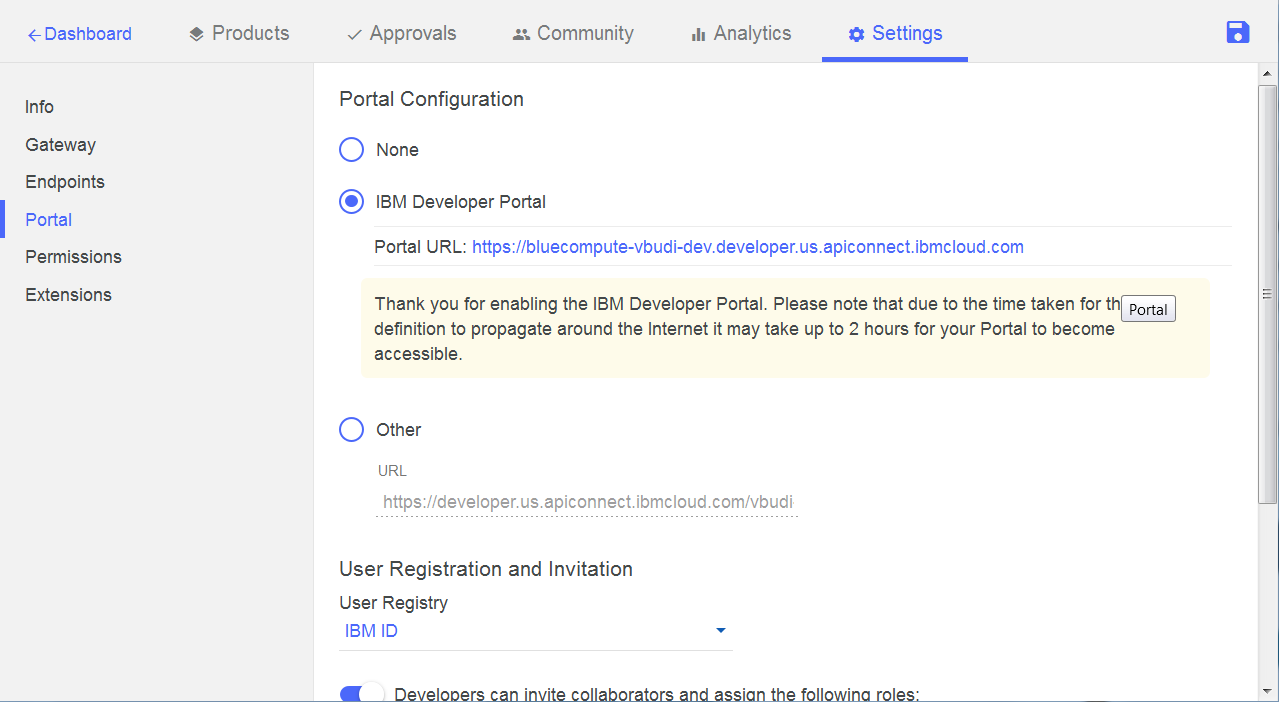 Dashboard Products Approvals Community Analytics Settings
Info
Gateway
Endpoints
Portal
Permissions
Extensions
Portal Configuration
None
IBM Developer Portal
Portal URL: https://bluecompute-vbudi-dev.developer.us.apiconnect.ibmcloud.com
Thank you for enabling the IBM Developer Portal. Please note that due to the time taken for th
Portal
definition to propagate around the Internet it may take up to 2 hours for your Portal to become
accessible.
Other
URL
https://developer.us.apiconnect.ibmcloud.com/vbudi
User Registration and Invitation
User Registry
IBM ID
Developers can invite collaborators and assign the following roles: